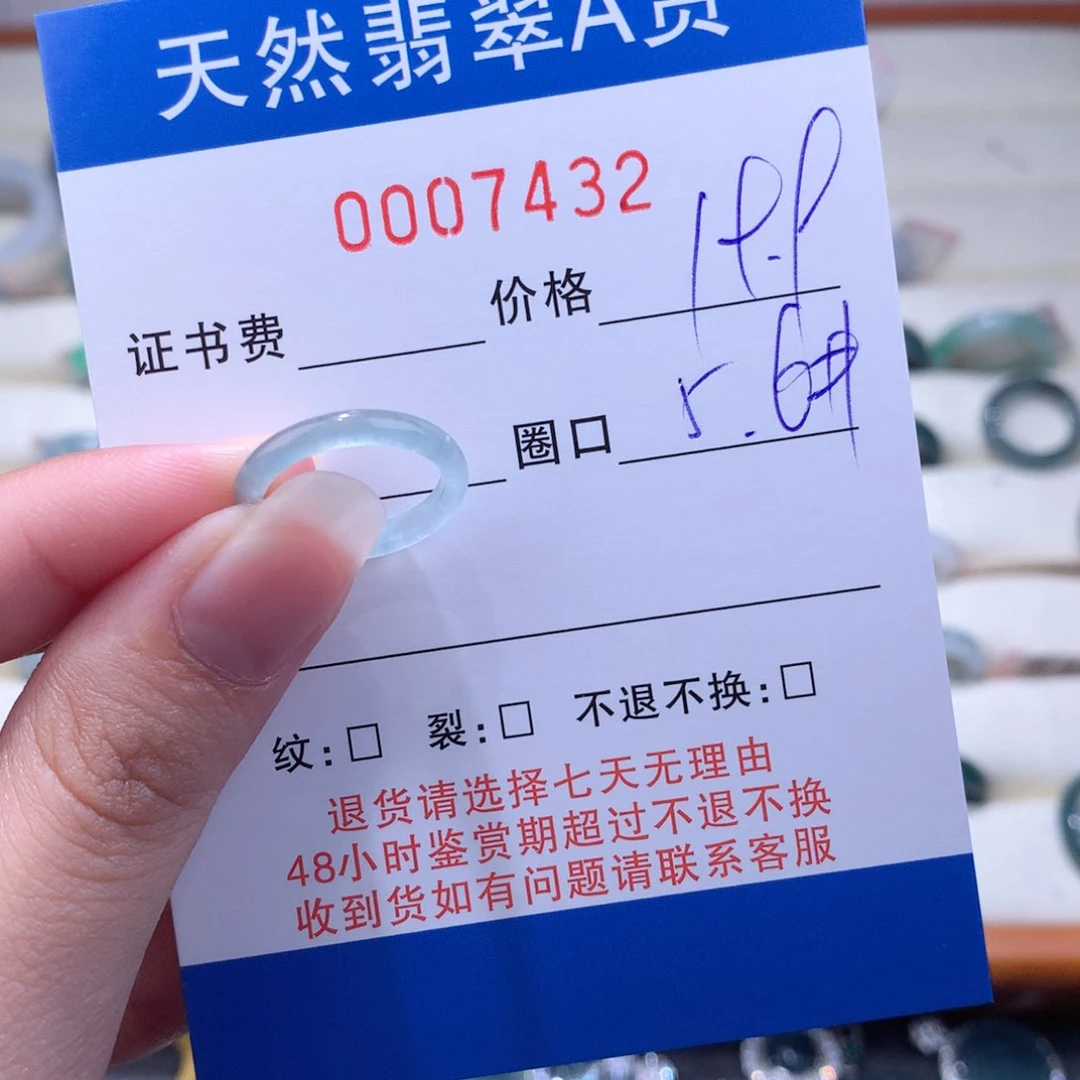 天然翡翠A货
0007432
证书费 价格
圈口 5.6#
纹:□ 裂:□ 不退不换:□
退货请选择七天无理由
48小时鉴赏期超过不退不换
收到货如有问题请联系客服